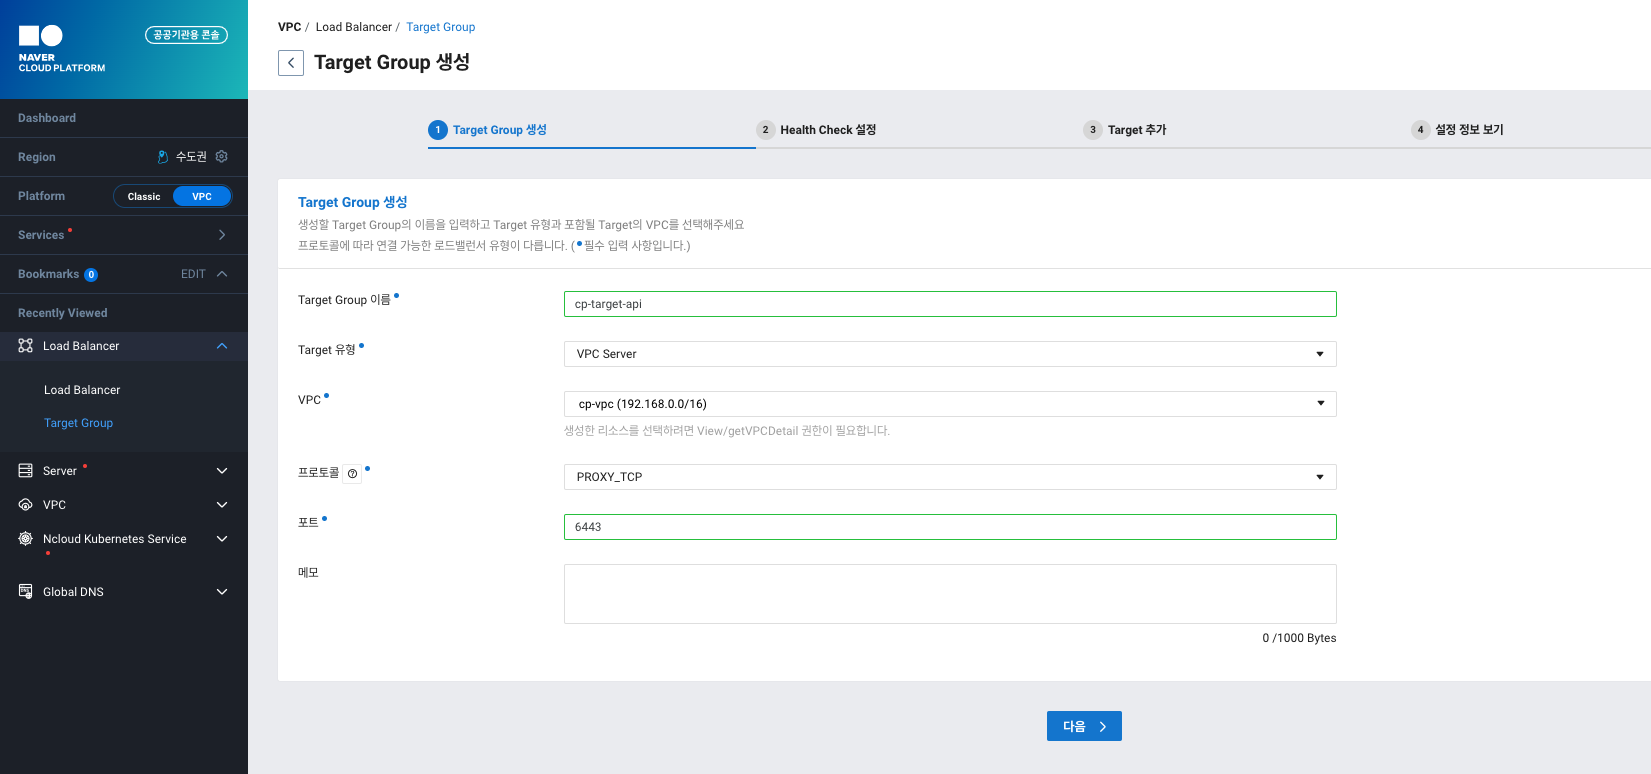 NAVER
CLOUD PLATFORM
공공기관용 콘솔
Dashboard
Region 수도권
Platform Classic VPC
Services
Bookmarks 0 EDIT
Recently Viewed
Load Balancer
Load Balancer
Target Group
Server
VPC
Ncloud Kubernetes Service
Global DNS
VPC / Load Balancer / Target Group
Target Group 생성
1 Target Group 생성 2 Health Check 설정 3 Target 추가 4 설정 정보 보기
Target Group 생성
생성할 Target Group의 이름을 입력하고 Target 유형과 포함될 Target의 VPC를 선택해주세요
프로토콜에 따라 연결 가능한 로드밸런서 유형이 다릅니다. (•필수 입력 사항입니다.)
Target Group 이름 • cp-target-api
Target 유형 • VPC Server
VPC • cp-vpc (192.168.0.0/16)
생성한 리소스를 선택하려면 View/getVPCDetail 권한이 필요합니다.
프로토콜 ? • PROXY_TCP
포트 • 6443
메모
0 /1000 Bytes
다음